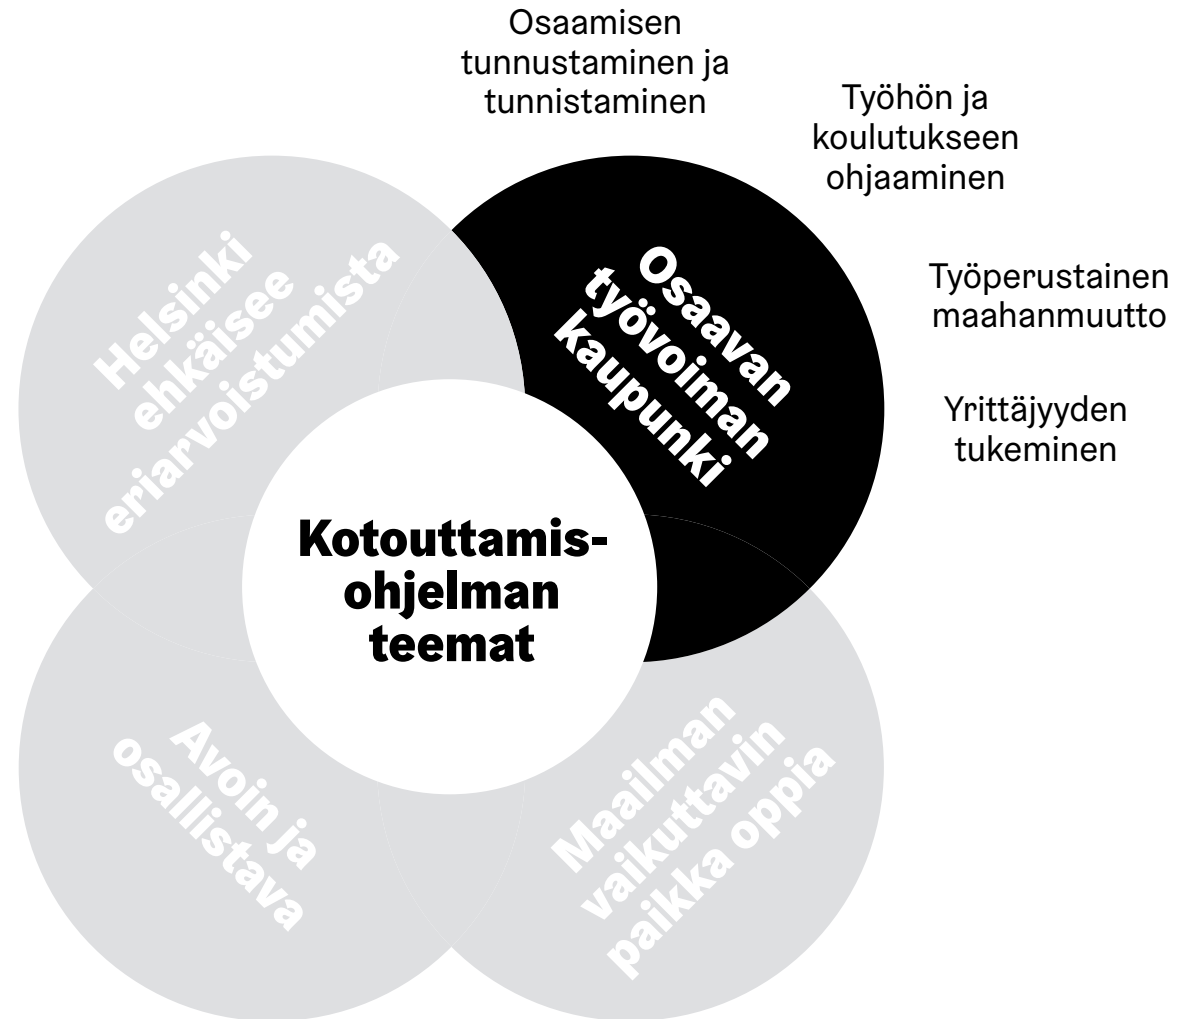 Osaamisen
tunnustaminen ja
tunnistaminen
Työhön ja
koulutukseen
ohjaaminen
Työperustainen
maahanmuutto
Yrittäjyyden
tukeminen
Helsinki
ehkäisee
eriarvoistumista
Osaavan
työvoiman
kaupunki
Kotouttamis-
ohjelman
teemat
Avoin ja
osallistava
Maailman
vaikuttavin
paikka oppia